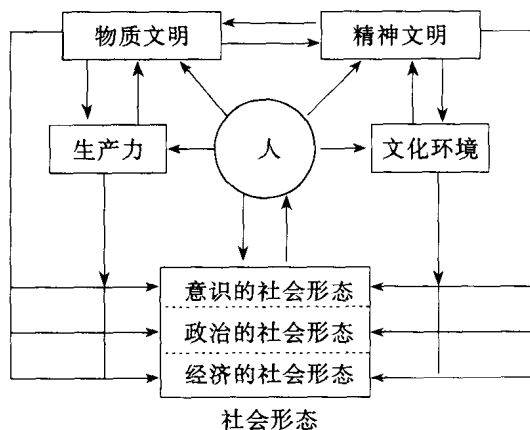 物质文明
精神文明
生产力
人
文化环境
意识的社会形态
政治的社会形态
经济的社会形态
社会形态